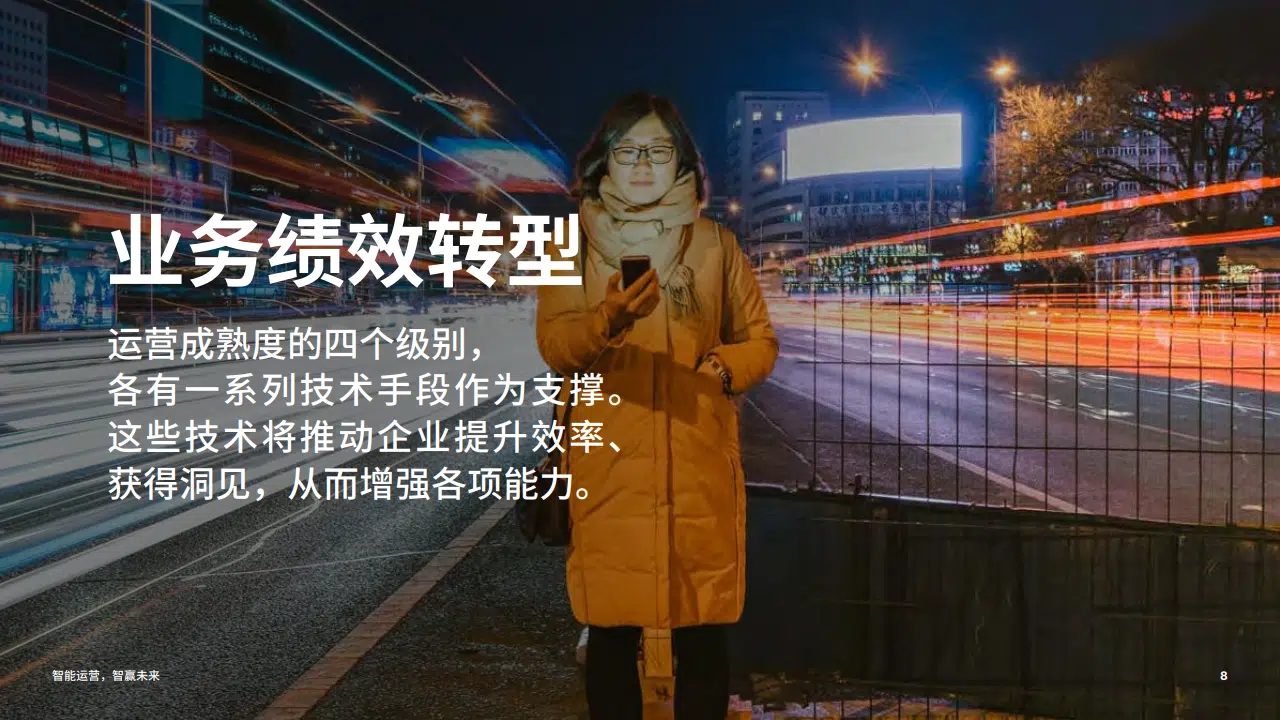 业务绩效转型
运营成熟度的四个级别，
各有一系列技术手段作为支撑。
这些技术将推动企业提升效率、
获得洞见，从而增强各项能力。
智能运营，智赢未来
8